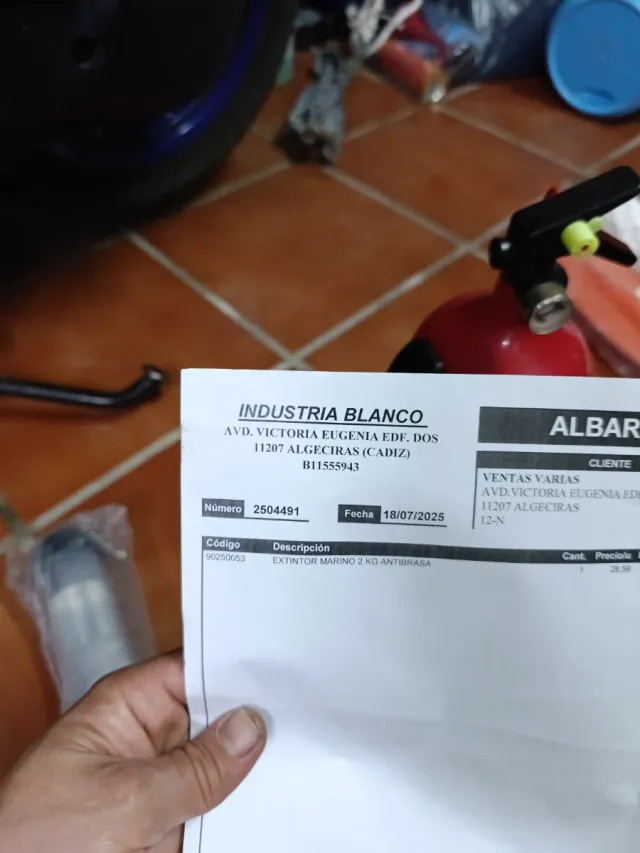 INDUSTRIA BLANCO
AVD. VICTORIA EUGENIA EDF. DOS
11207 ALGECIRAS (CADIZ)
B11555943
ALBAR
CLIENTE
VENTAS VARIAS
AVD.VICTORIA EUGENIA.ED
11207 ALGECIRAS
12-N
Número 2504491 Fecha 18/07/2025
Código Descripción Cant. Precio/u
90250053 EXTINTOR MARINO 2 KG ANTIBRASA 1 28.59